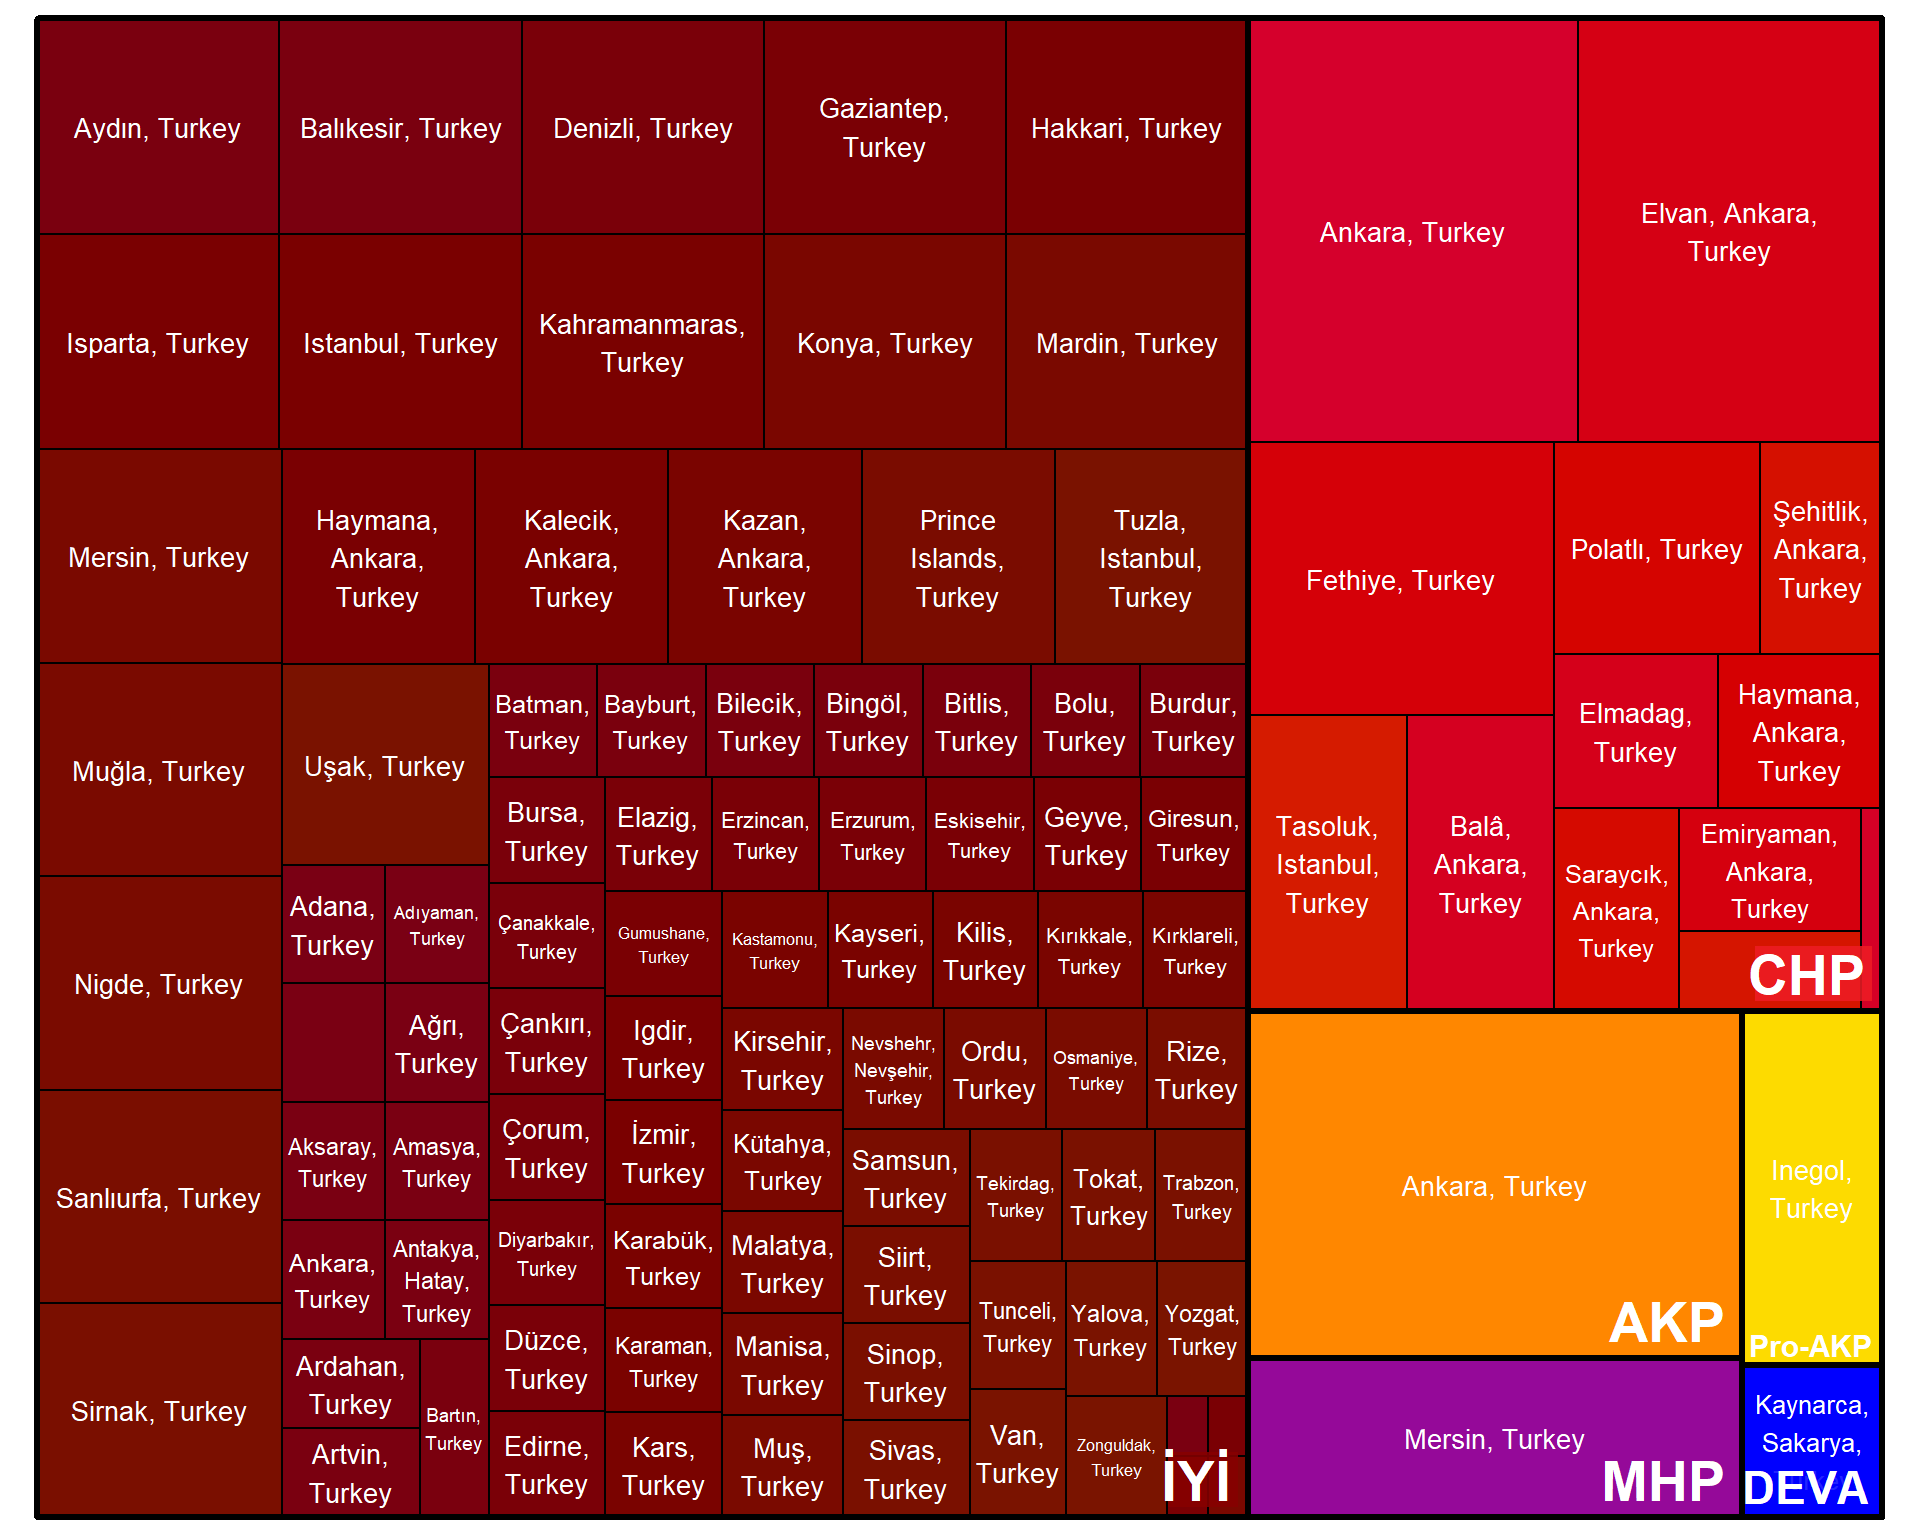 Aydın, Turkey
Balıkesir, Turkey
Denizli, Turkey
Gaziantep,
Turkey
Hakkari, Turkey
Isparta, Turkey
Istanbul, Turkey
Kahramanmaras,
Turkey
Konya, Turkey
Mardin, Turkey
Mersin, Turkey
Haymana,
Ankara,
Turkey
Kalecik,
Ankara,
Turkey
Kazan,
Ankara,
Turkey
Prince
Islands,
Turkey
Tuzla,
Istanbul,
Turkey
Muğla, Turkey
Uşak, Turkey
Batman,
Turkey
Bayburt,
Turkey
Bilecik,
Turkey
Bingöl,
Turkey
Bitlis,
Turkey
Bolu,
Turkey
Burdur,
Turkey
Bursa,
Turkey
Elazig,
Turkey
Erzincan,
Turkey
Erzurum,
Turkey
Eskisehir,
Turkey
Geyve,
Turkey
Giresun,
Turkey
Nigde, Turkey
Adana,
Turkey
Adıyaman,
Turkey
Çanakkale,
Turkey
Gumushane,
Turkey
Kastamonu,
Turkey
Kayseri,
Turkey
Kilis,
Turkey
Kırıkkale,
Turkey
Kırklareli,
Turkey
Ağrı,
Turkey
Çankırı,
Turkey
Igdir,
Turkey
Kirsehir,
Turkey
Nevshehr,
Nevşehir,
Turkey
Ordu,
Turkey
Osmaniye,
Turkey
Rize,
Turkey
Sanlıurfa, Turkey
Aksaray,
Turkey
Amasya,
Turkey
Çorum,
Turkey
İzmir,
Turkey
Kütahya,
Turkey
Samsun,
Turkey
Tekirdag,
Turkey
Tokat,
Turkey
Trabzon,
Turkey
Ankara,
Turkey
Antakya,
Hatay,
Turkey
Diyarbakır,
Turkey
Karabük,
Turkey
Malatya,
Turkey
Siirt,
Turkey
Tunceli,
Turkey
Yalova,
Turkey
Yozgat,
Turkey
Sirnak, Turkey
Ardahan,
Turkey
Bartın,
Turkey
Düzce,
Turkey
Karaman,
Turkey
Manisa,
Turkey
Sinop,
Turkey
Artvin,
Turkey
Edirne,
Turkey
Kars,
Turkey
Muş,
Turkey
Sivas,
Turkey
Van,
Turkey
Zonguldak,
Turkey
İYİ
Ankara, Turkey
Elvan, Ankara,
Turkey
Fethiye, Turkey
Polatlı, Turkey
Şehitlik,
Ankara,
Turkey
Elmadag,
Turkey
Haymana,
Ankara,
Turkey
Tasoluk,
Istanbul,
Turkey
Balâ,
Ankara,
Turkey
Saraycık,
Ankara,
Turkey
Emiryaman,
Ankara,
Turkey
CHP
Ankara, Turkey
AKP
Inegol,
Turkey
Pro-AKP
Mersin, Turkey
MHP
Kaynarca,
Sakarya,
DEVA